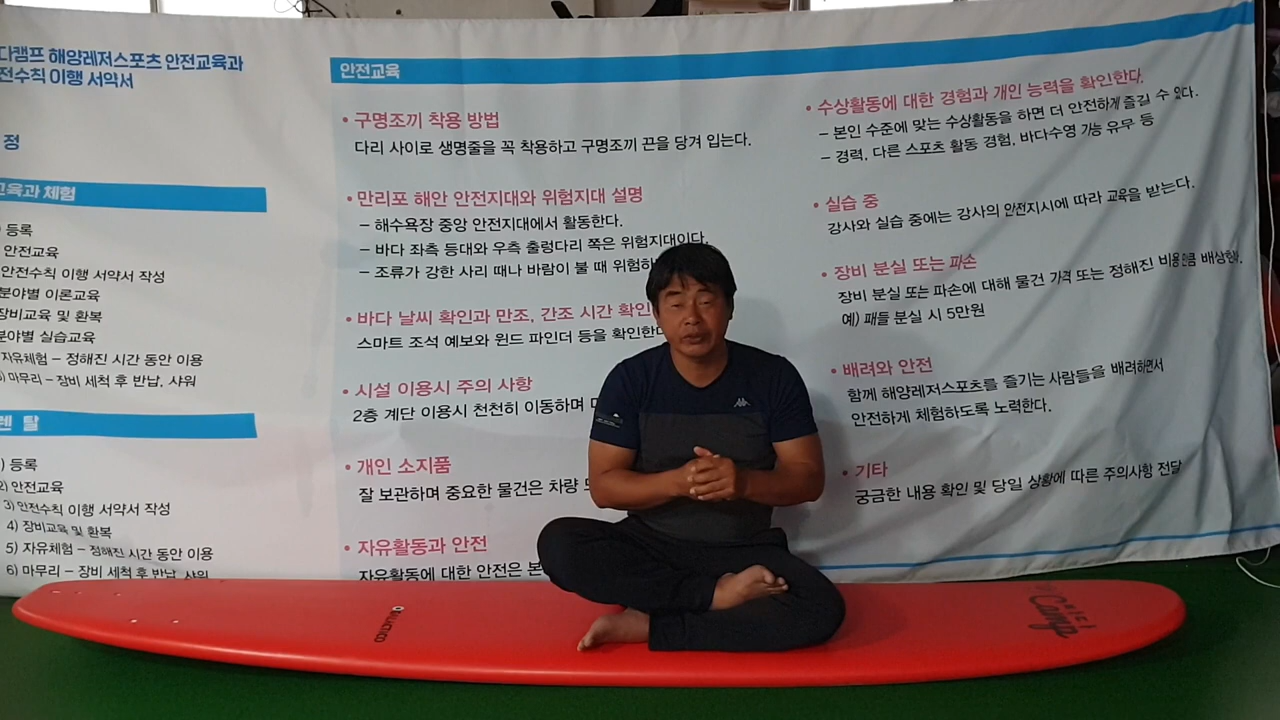 다캠프 해양레저스포츠 안전교육과
전수칙 이행 서약서
정
교육과 체험
등록
안전교육
안전수칙 이행 서약서 작성
분야별 이론교육
장비교육 및 환복
분야별 실습교육
자유체험 – 정해진 시간 동안 이용
마무리 – 장비 세척 후 반납, 샤워
렌 탈
등록
2) 안전교육
3) 안전수칙 이행 서약서 작성
4) 장비교육 및 환복
5) 자유체험 – 정해진 시간 동안 이용
6) 마무리 – 장비 세척 후 반납, 샤워
안전교육
• 구명조끼 착용 방법
다리 사이로 생명줄을 꼭 착용하고 구명조끼 끈을 당겨 입는다.
• 만리포 해안 안전지대와 위험지대 설명
– 해수욕장 중앙 안전지대에서 활동한다.
– 바다 좌측 등대와 우측 출렁다리 쪽은 위험지대이다.
– 조류가 강한 사리 때나 바람이 불 때 위험하
• 바다 날씨 확인과 만조, 간조 시간 확인
스마트 조석 예보와 윈드 파인더 등을 확인한다
• 시설 이용시 주의 사항
2층 계단 이용시 천천히 이동하며
• 개인 소지품
잘 보관하며 중요한 물건은 차량
• 자유활동과 안전
자유활동에 대한 안전은 본
• 수상활동에 대한 경험과 개인 능력을 확인한다.
– 본인 수준에 맞는 수상활동을 하면 더 안전하게 즐길 수 있다.
– 경력, 다른 스포츠 활동 경험, 바다수영 가능 유무 등
• 실습 중
강사와 실습 중에는 강사의 안전지시에 따라 교육을 받는다.
• 장비 분실 또는 파손
장비 분실 또는 파손에 대해 물건 가격 또는 정해진 비용만큼 배상한다.
예) 패들 분실 시 5만원
• 배려와 안전
함께 해양레저스포츠를 즐기는 사람들을 배려하면서
안전하게 체험하도록 노력한다.
• 기타
궁금한 내용 확인 및 당일 상황에 따른 주의사항 전달
Camp